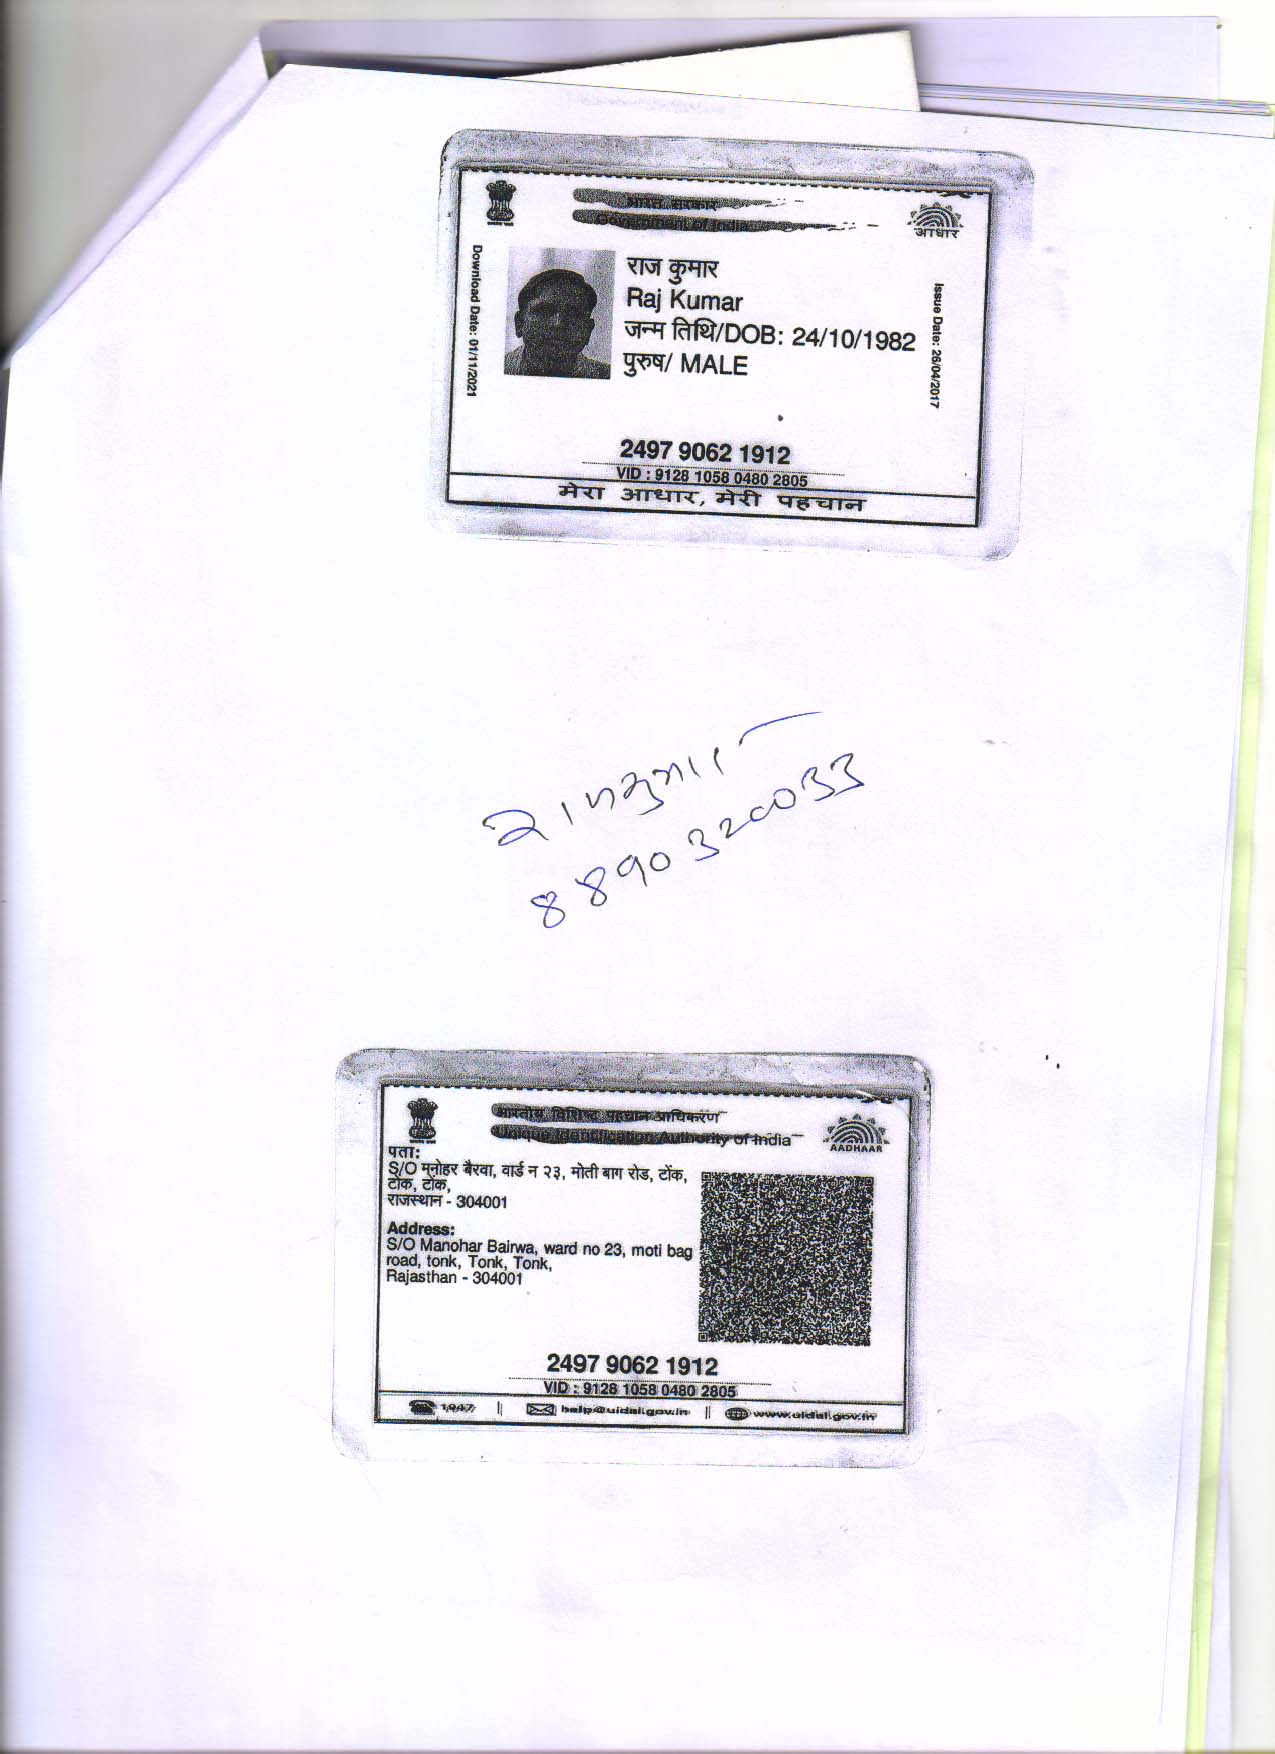 भारत सरकार
Government of India
आधार
Download Date: 01/11/2021
राज कुमार
Raj Kumar
जन्म तिथि/DOB: 24/10/1982
पुरुष/ MALE
Issue Date: 26/04/2017
2497 9062 1912
VID : 9128 1058 0480 2805
मेरा आधार, मेरी पहचान
राजकुमार
8890320033
भारतीय विशिष्ट पहचान प्राधिकरण
Unique Identification Authority of India
AADHAAR
पता:
S/O मनोहर बैरवा, वार्ड न २३, मोती बाग रोड, टोंक,
टोंक, टोंक,
राजस्थान - 304001
Address:
S/O Manohar Bairwa, ward no 23, moti bag
road, tonk, Tonk, Tonk,
Rajasthan - 304001
2497 9062 1912
VID : 9128 1058 0480 2805
1947 || help@uidai.gov.in || www.uidai.gov.in